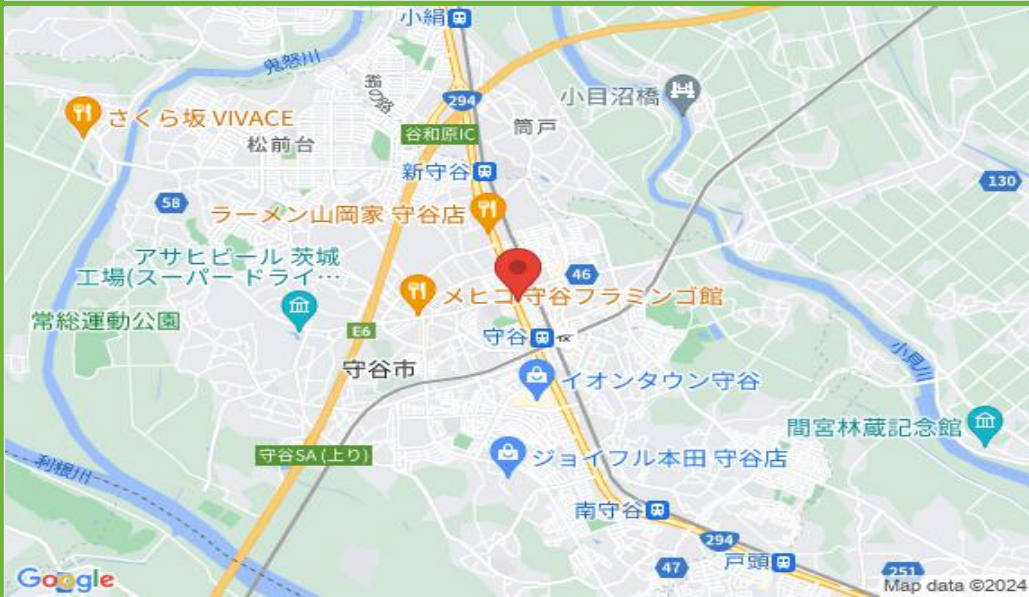 小絹
鬼怒川
294
小目沼橋
さくら坂 VIVACE
谷和原IC
筒戸
松前台
新守谷
130
58
ラーメン山岡家 守谷店
アサヒビール 茨城
工場(スーパードライ…
46
メヒコ 守谷フラミンゴ館
常総運動公園
E6
守谷
小貝川
守谷市
イオンタウン守谷
間宮林蔵記念館
守谷SA (上り)
ジョイフル本田 守谷店
利根川
南守谷
294
戸頭
47
251
Google
Map data ©2024